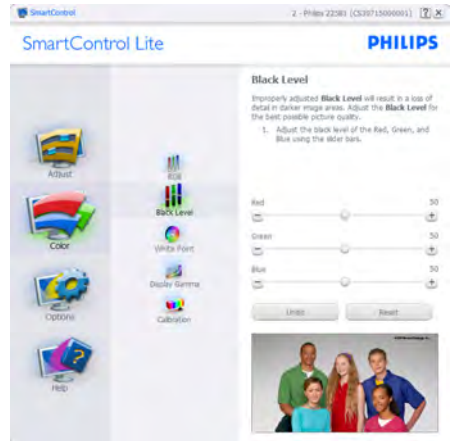 SmartControl
2 - Philips 225B1 (CS39715000001)
SmartControl Lite
PHILIPS
Black Level
Improperly adjusted Black Level will result in a loss of
detail in darker image areas. Adjust the Black Level for
the best possible picture quality.
1. Adjust the black level of the Red, Green, and
Blue using the slider bars.
Adjust
RGB
Black Level
Color
White Point
Display Gamma
Options
Calibration
Help
Red 50
Green 50
Blue 50
Undo
Reset